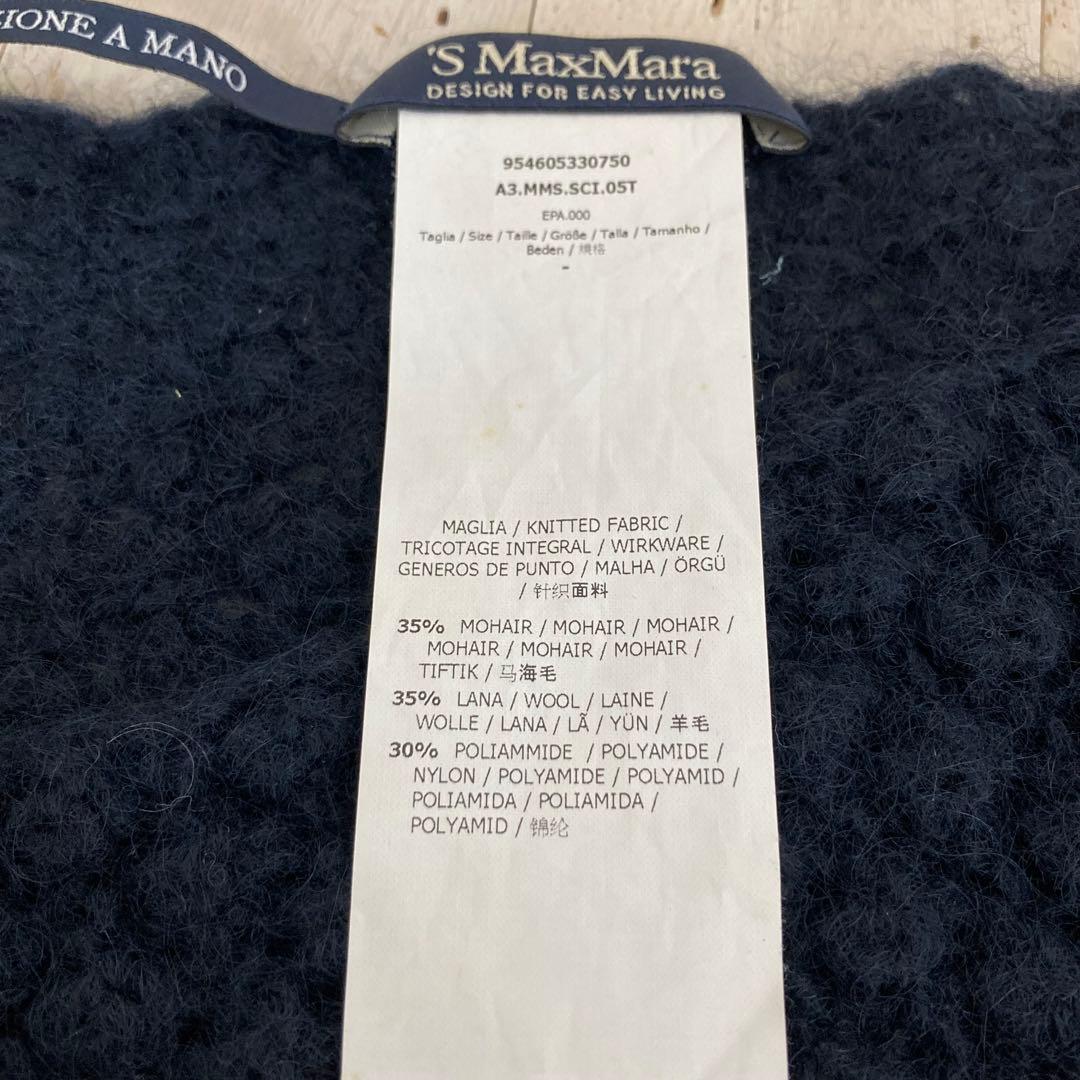 IONE A MANO
'S MaxMara
DESIGN FOR EASY LIVING
954605330750
A3.MMS.SCI.05T
EPA.000
Taglia / Size / Taille / Größe / Talla / Tamanho /
Beden / 規格
-
MAGLIA / KNITTED FABRIC /
TRICOTAGE INTEGRAL / WIRKWARE /
GENEROS DE PUNTO / MALHA / ÖRGÜ
/ 针织面料
35% MOHAIR / MOHAIR / MOHAIR /
MOHAIR / MOHAIR / MOHAIR /
TIFTIK / 马海毛
35% LANA / WOOL / LAINE /
WOLLE / LANA / LÃ / YÜN / 羊毛
30% POLIAMMIDE / POLYAMIDE /
NYLON / POLYAMIDE / POLYAMID /
POLIAMIDA / POLIAMIDA /
POLYAMID / 锦纶